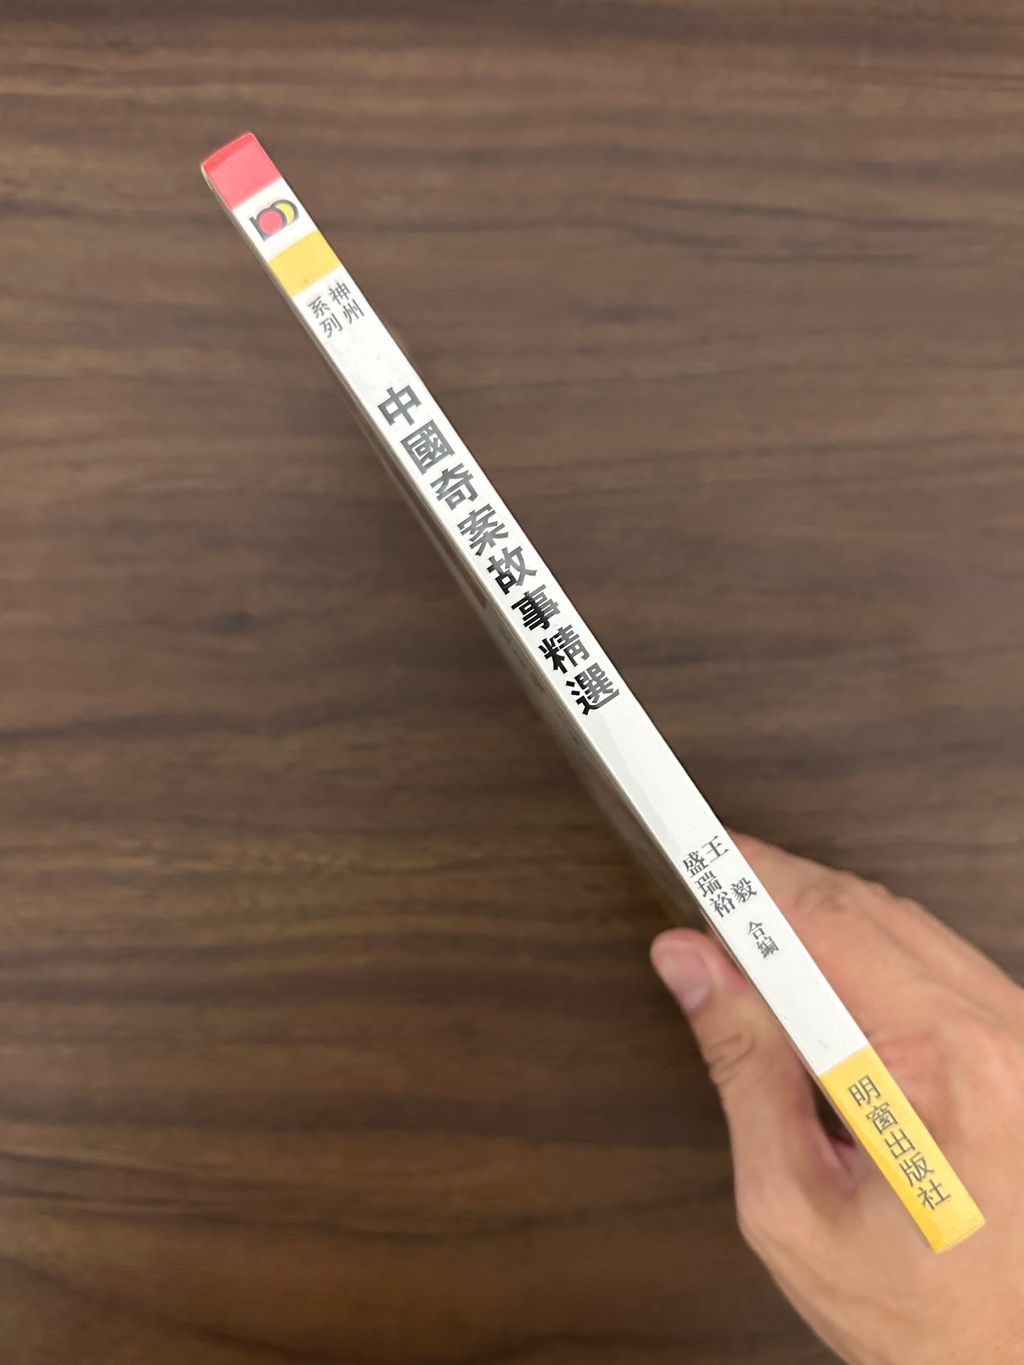 神州
系列
中國奇案故事精選
王毅
盛瑞裕
合編
明窗出版社